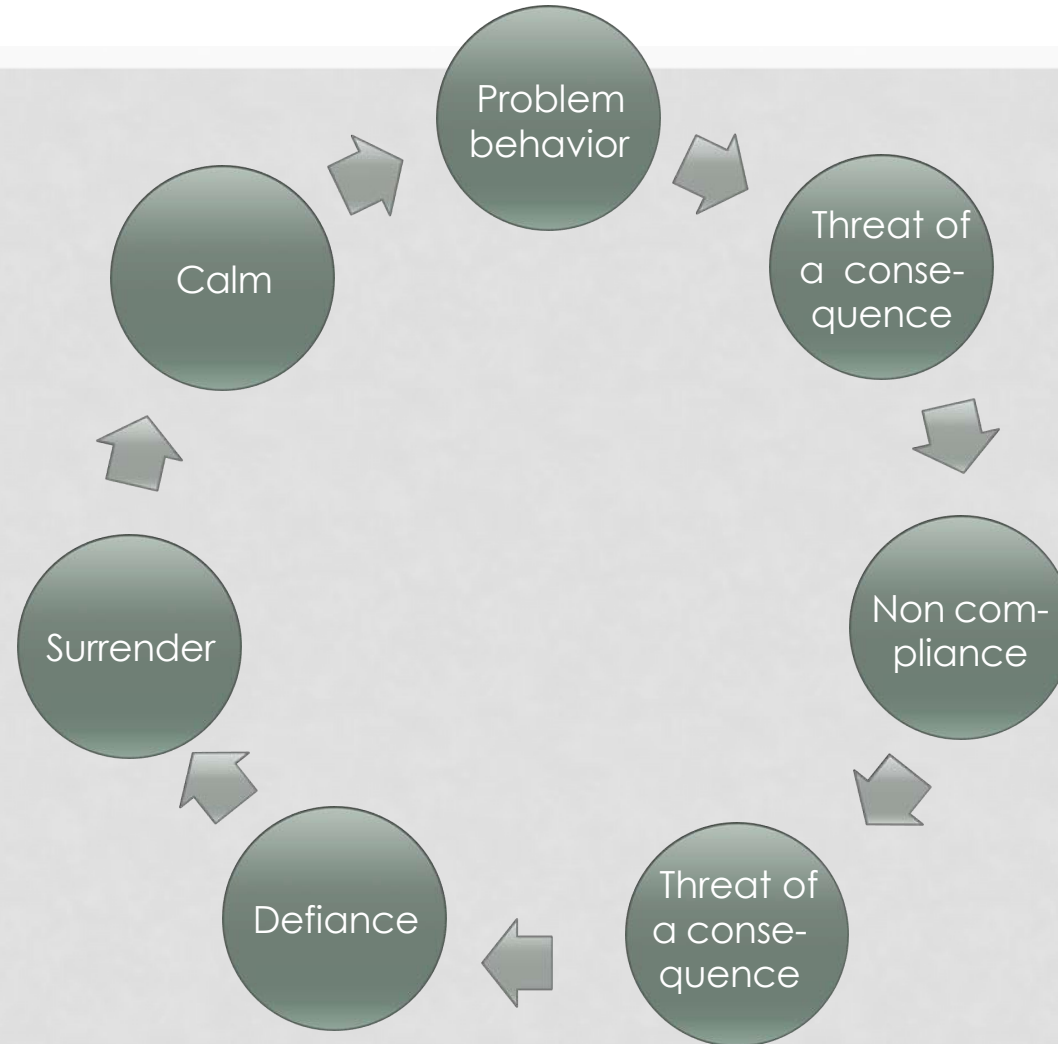 Problem
behavior
Threat of
a conse-
quence
Non com-
pliance
Threat of
a conse-
quence
Defiance
Surrender
Calm